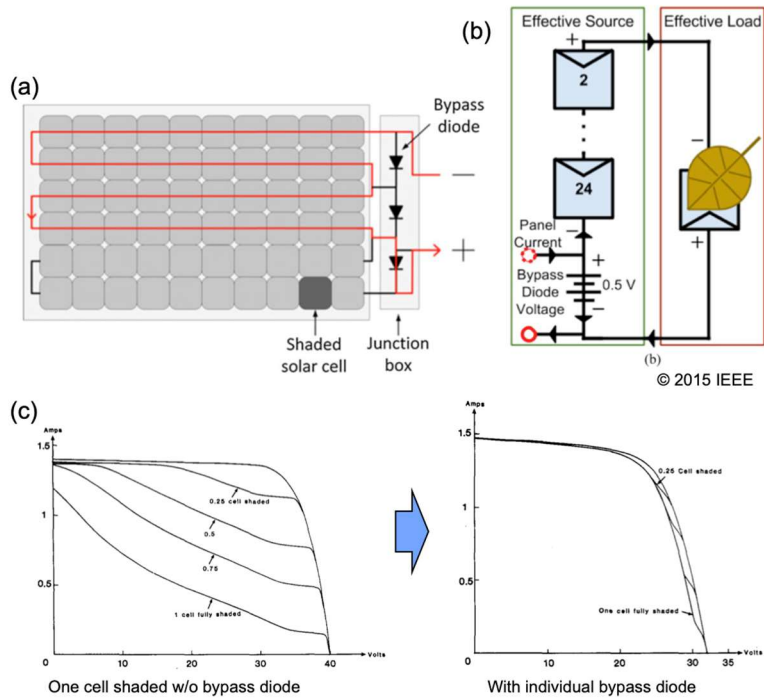 (a)
Bypass
diode
−
+
Shaded
solar cell
Junction
box
(b)
Effective Source
Effective Load
+
2
24
−
Panel
Current
+
Bypass
Diode
Voltage
0.5 V
−
−
+
(b)
© 2015 IEEE
(c)
Amps
1.5
1
0.5
0
10
20
30
40
Volts
0.25 cell shaded
0.5
0.75
1 cell fully shaded
One cell shaded w/o bypass diode
Amps
1.5
1
0.5
0
10
20
25
30
35
Volts
0.25 Cell shaded
One cell fully shaded
With individual bypass diode